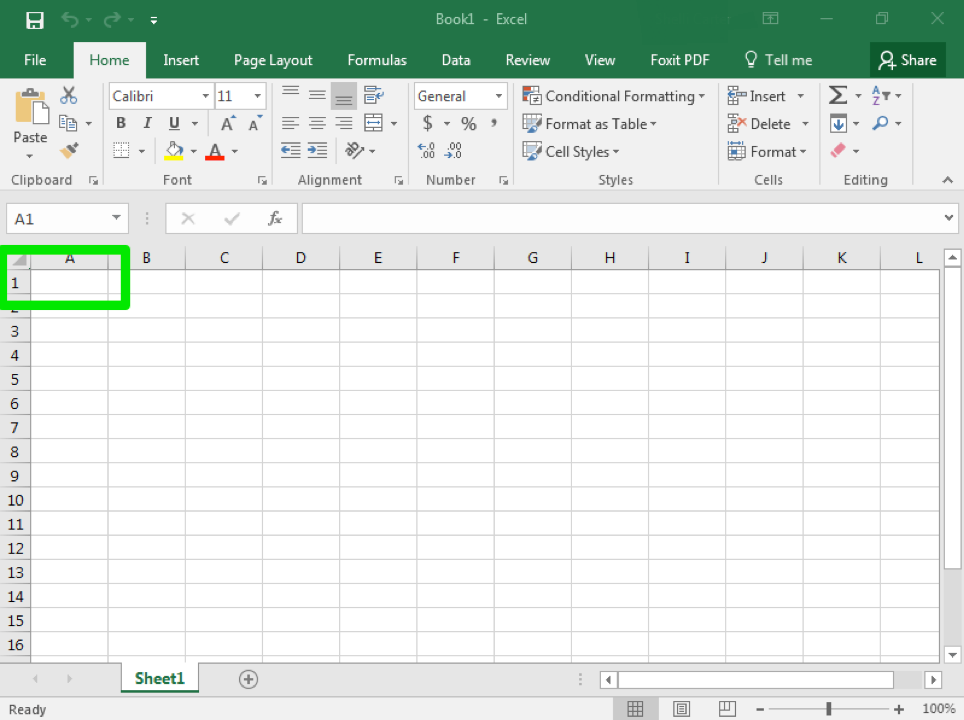 Book1 - Excel
File Home Insert Page Layout Formulas Data Review View Foxit PDF Tell me Share
Calibri 11 General Conditional Formatting Insert Σ A Z
Paste B I U A A $ % , Format as Table Delete
A .0 .00 .00 .0 Cell Styles Format
Clipboard Font Alignment Number Styles Cells Editing
A1 fx
A B C D E F G H I J K L
1
2
3
4
5
6
7
8
9
10
11
12
13
14
15
16
Sheet1
Ready 100%